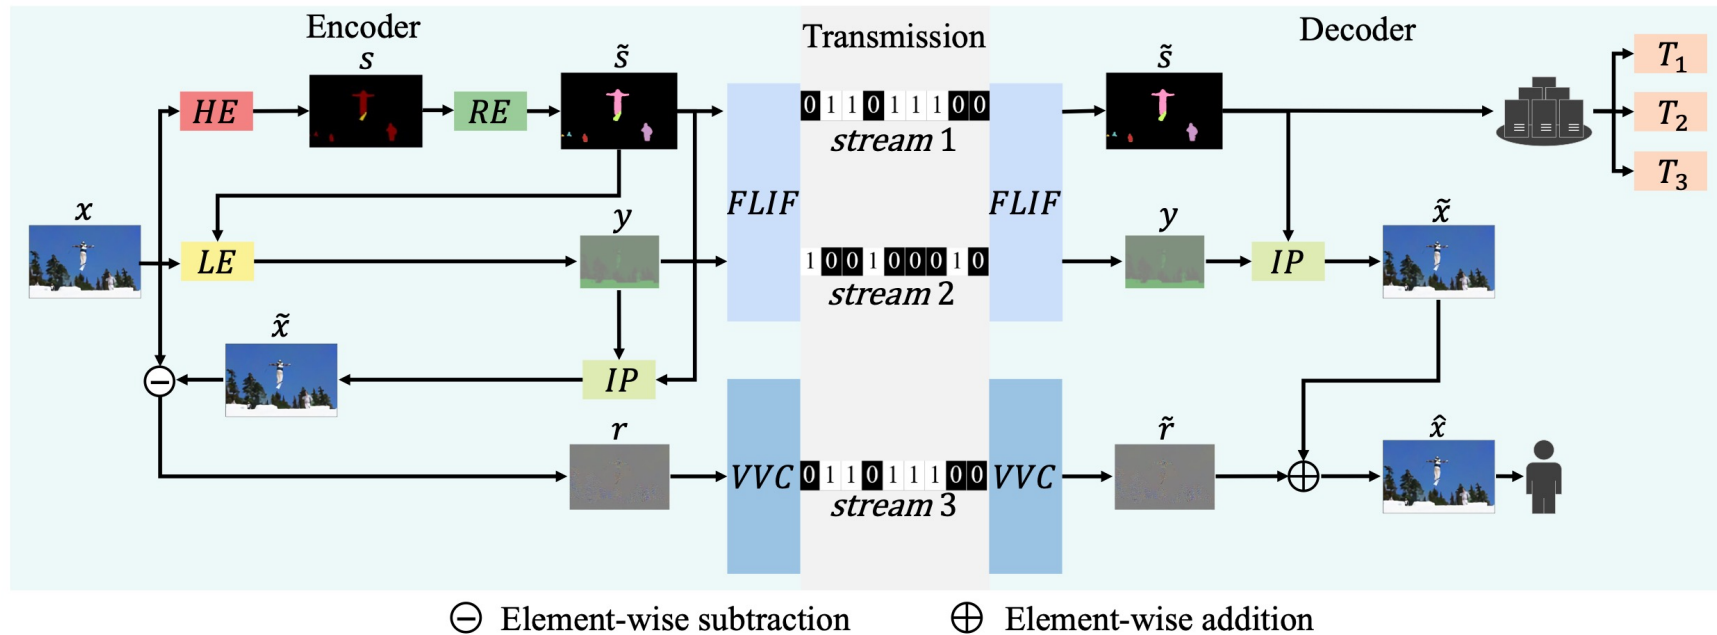 Encoder
Transmission
Decoder
s
s̃
s̃
T₁
HE
RE
0 1 1 0 1 1 1 0 0
T₂
stream 1
T₃
x
y
FLIF
FLIF
y
x̃
LE
1 0 0 1 0 0 0 1 0
IP
stream 2
x̃
IP
r
r̃
x̂
VVC
0 1 1 0 1 1 1 0 0
VVC
stream 3
⊖ Element-wise subtraction
⊕ Element-wise addition